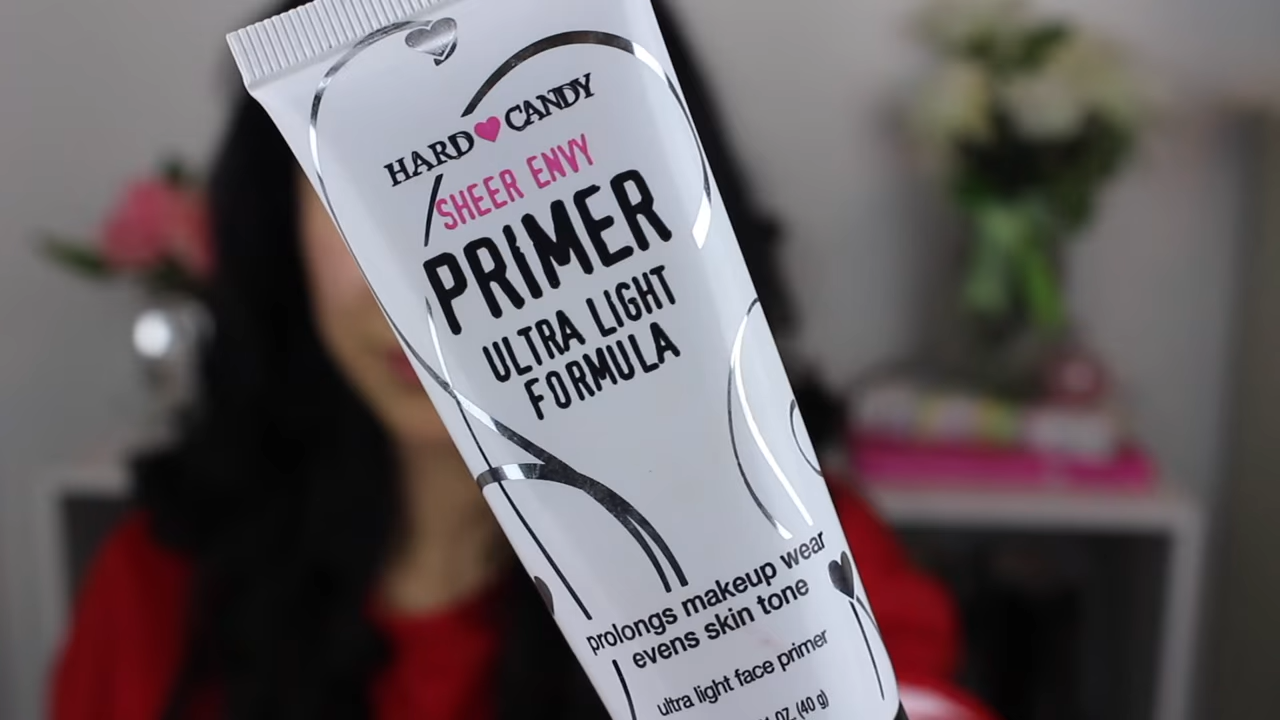 HARD CANDY
SHEER ENVY
PRIMER
ULTRA LIGHT
FORMULA
prolongs makeup wear
evens skin tone
ultra light face primer
OZ. (40 g)